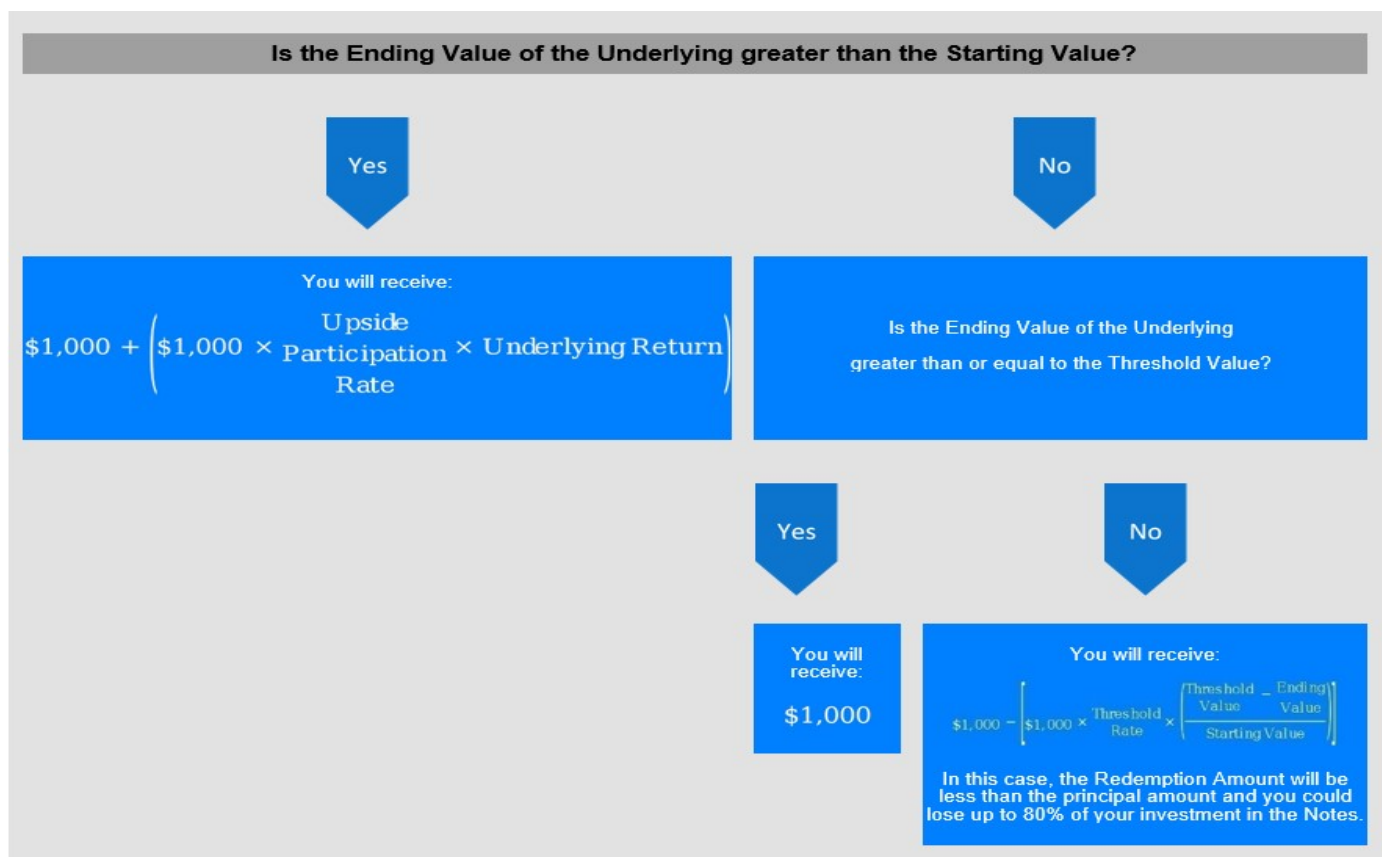 Is the Ending Value of the Underlying greater than the Starting Value?
Yes
No
You will receive:
$1,000 + ($1,000 × Upside Participation Rate × Underlying Return)
Is the Ending Value of the Underlying
greater than or equal to the Threshold Value?
Yes
No
You will
receive:
$1,000
You will receive:
$1,000 − [$1,000 × Threshold Rate × ((Threshold Value − Ending Value) / Starting Value)]
In this case, the Redemption Amount will be
less than the principal amount and you could
lose up to 80% of your investment in the Notes.